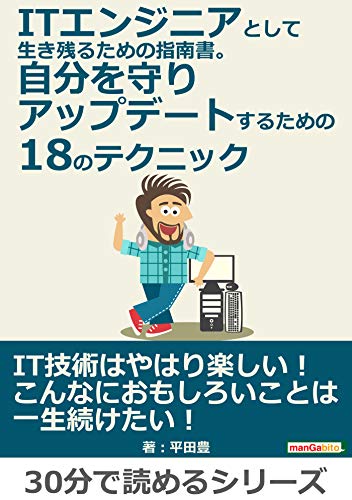 ITエンジニアとして
生き残るための指南書。
自分を守り
アップデートするための
18のテクニック
IT技術はやはり楽しい！
こんなにおもしろいことは
一生続けたい！
著：平田豊
manGabito
30分で読めるシリーズ